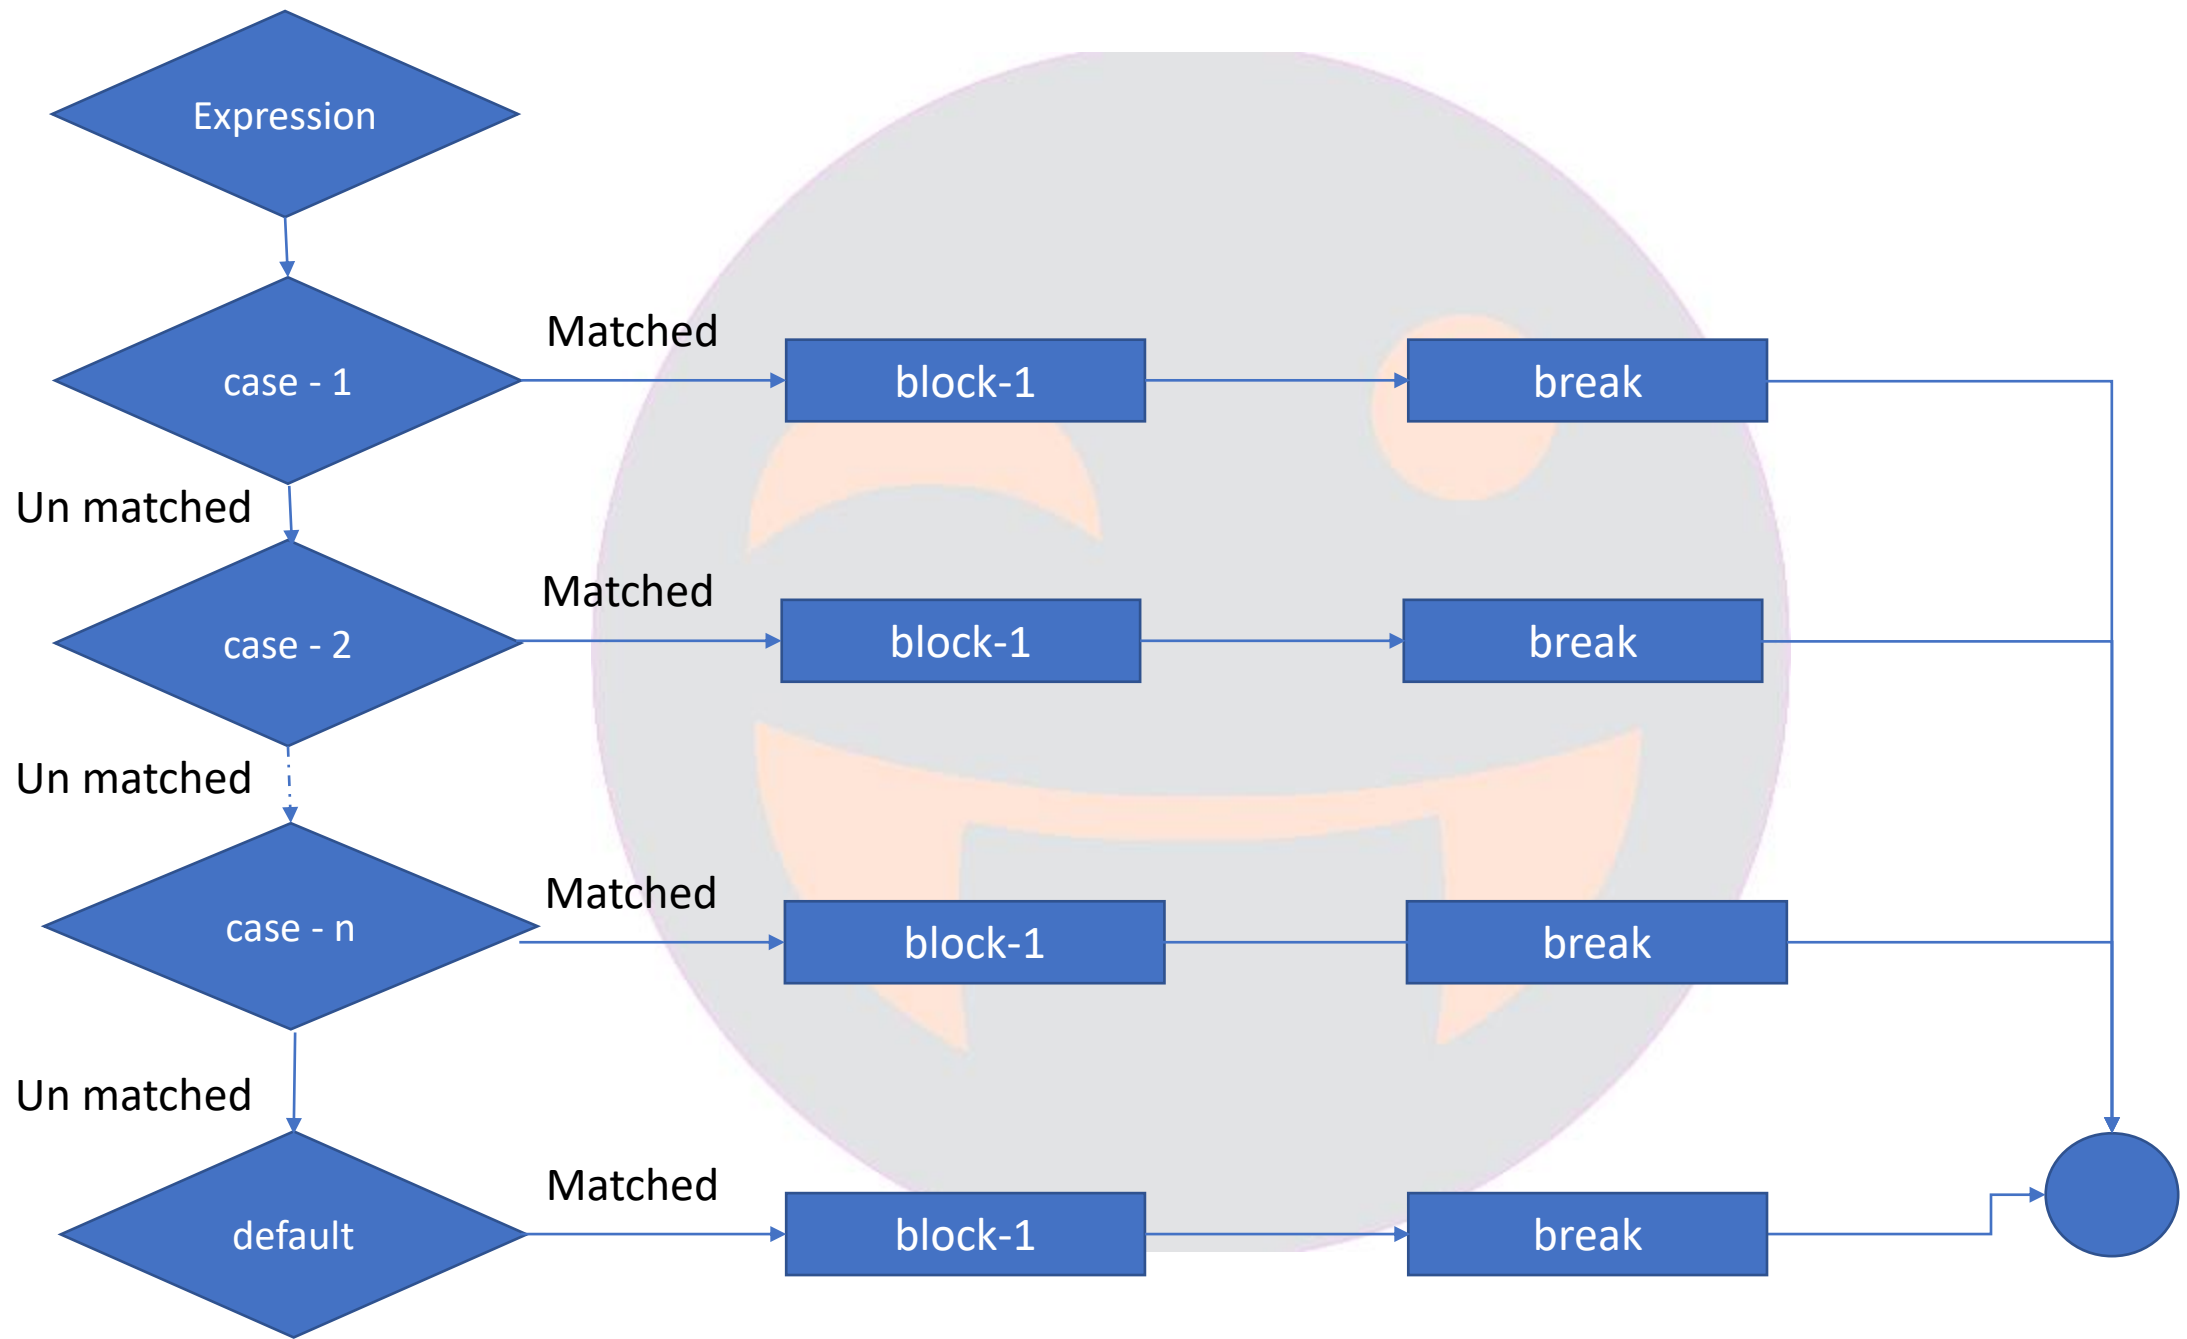 Expression
case - 1
Matched
block-1
break
Un matched
case - 2
Matched
block-1
break
Un matched
case - n
Matched
block-1
break
Un matched
default
Matched
block-1
break